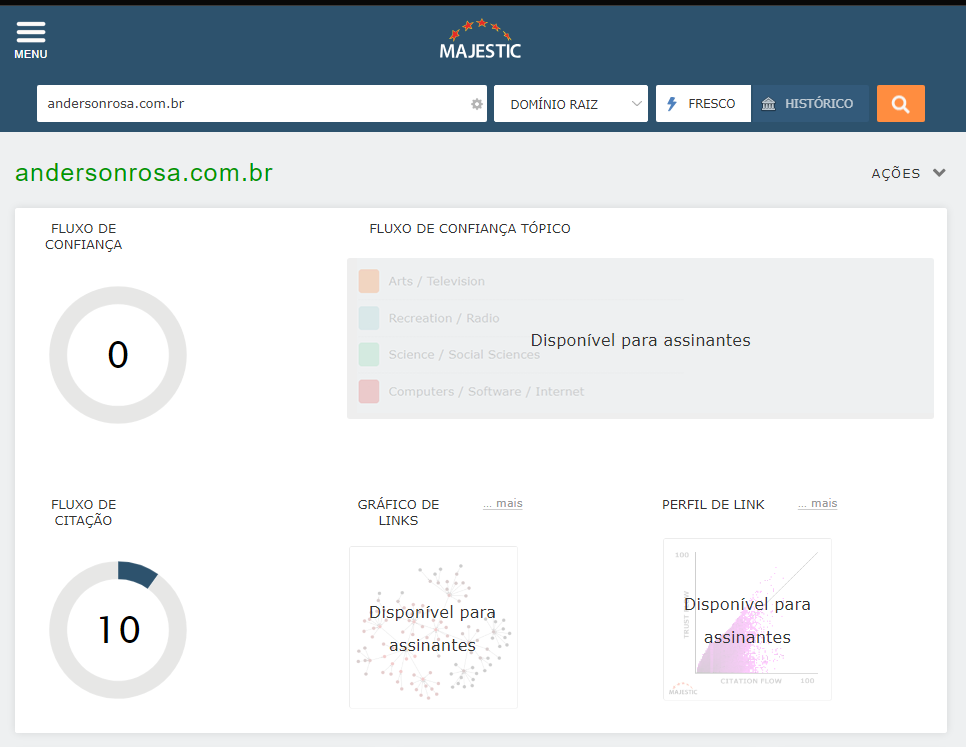 MENU
MAJESTIC
andersonrosa.com.br
DOMÍNIO RAIZ
FRESCO
HISTÓRICO
andersonrosa.com.br
AÇÕES
FLUXO DE
CONFIANÇA
0
FLUXO DE CONFIANÇA TÓPICO
Arts / Television
Recreation / Radio
Science / Social Sciences
Computers / Software / Internet
Disponível para assinantes
FLUXO DE
CITAÇÃO
10
GRÁFICO DE
LINKS
... mais
Disponível para
assinantes
PERFIL DE LINK
... mais
100
TRUST FLOW
Disponível para
assinantes
CITATION FLOW
100
MAJESTIC